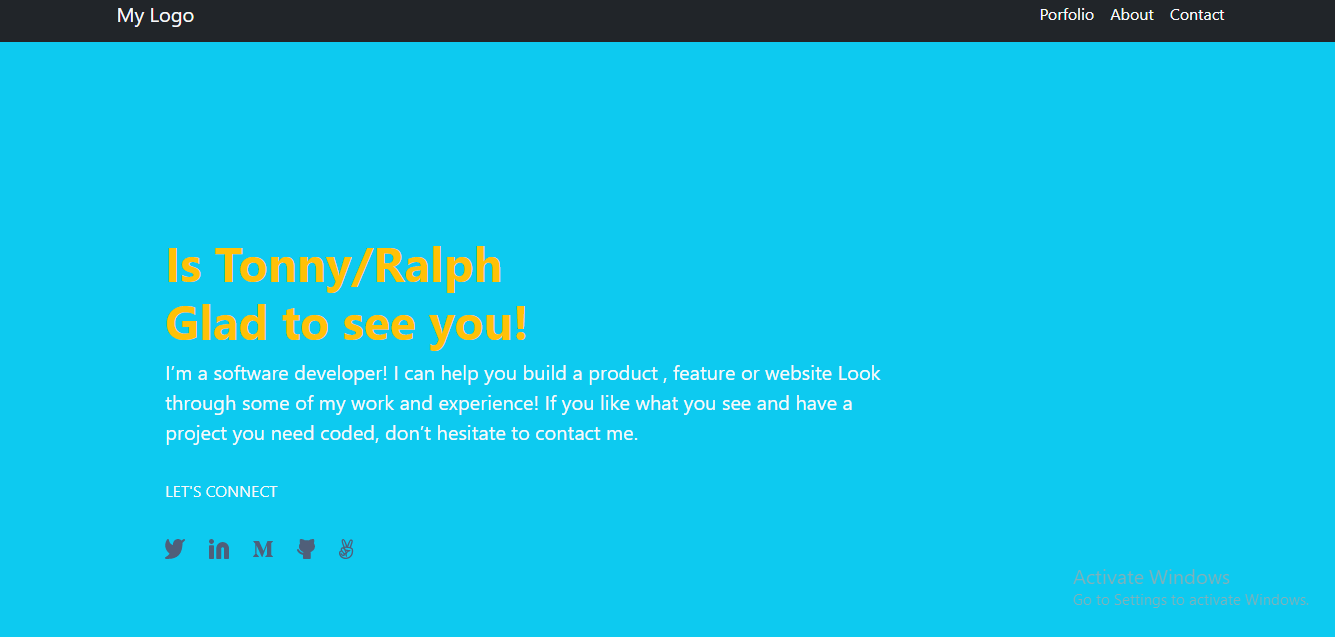 My Logo
Porfolio About Contact
Is Tonny/Ralph
Glad to see you!
I’m a software developer! I can help you build a product , feature or website Look
through some of my work and experience! If you like what you see and have a
project you need coded, don’t hesitate to contact me.
LET'S CONNECT
Activate Windows
Go to Settings to activate Windows.